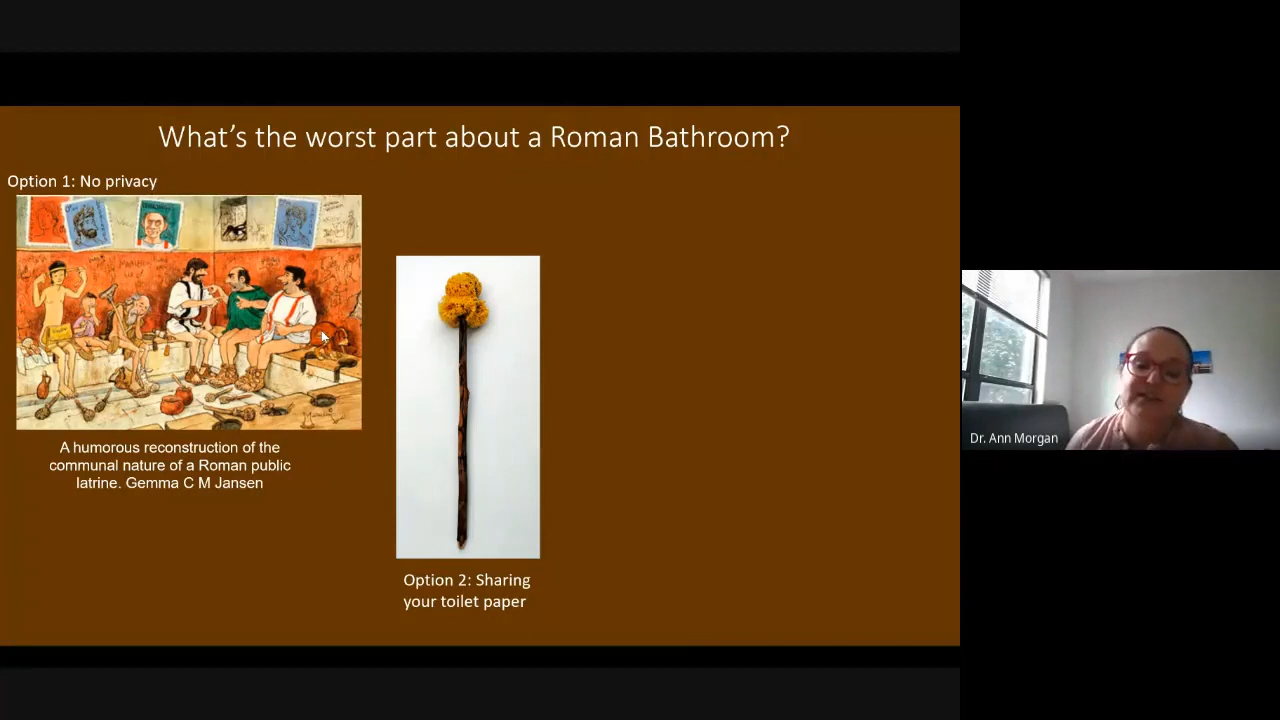 What's the worst part about a Roman Bathroom?
Option 1: No privacy
A humorous reconstruction of the
communal nature of a Roman public
latrine. Gemma C M Jansen
Option 2: Sharing
your toilet paper
Dr. Ann Morgan